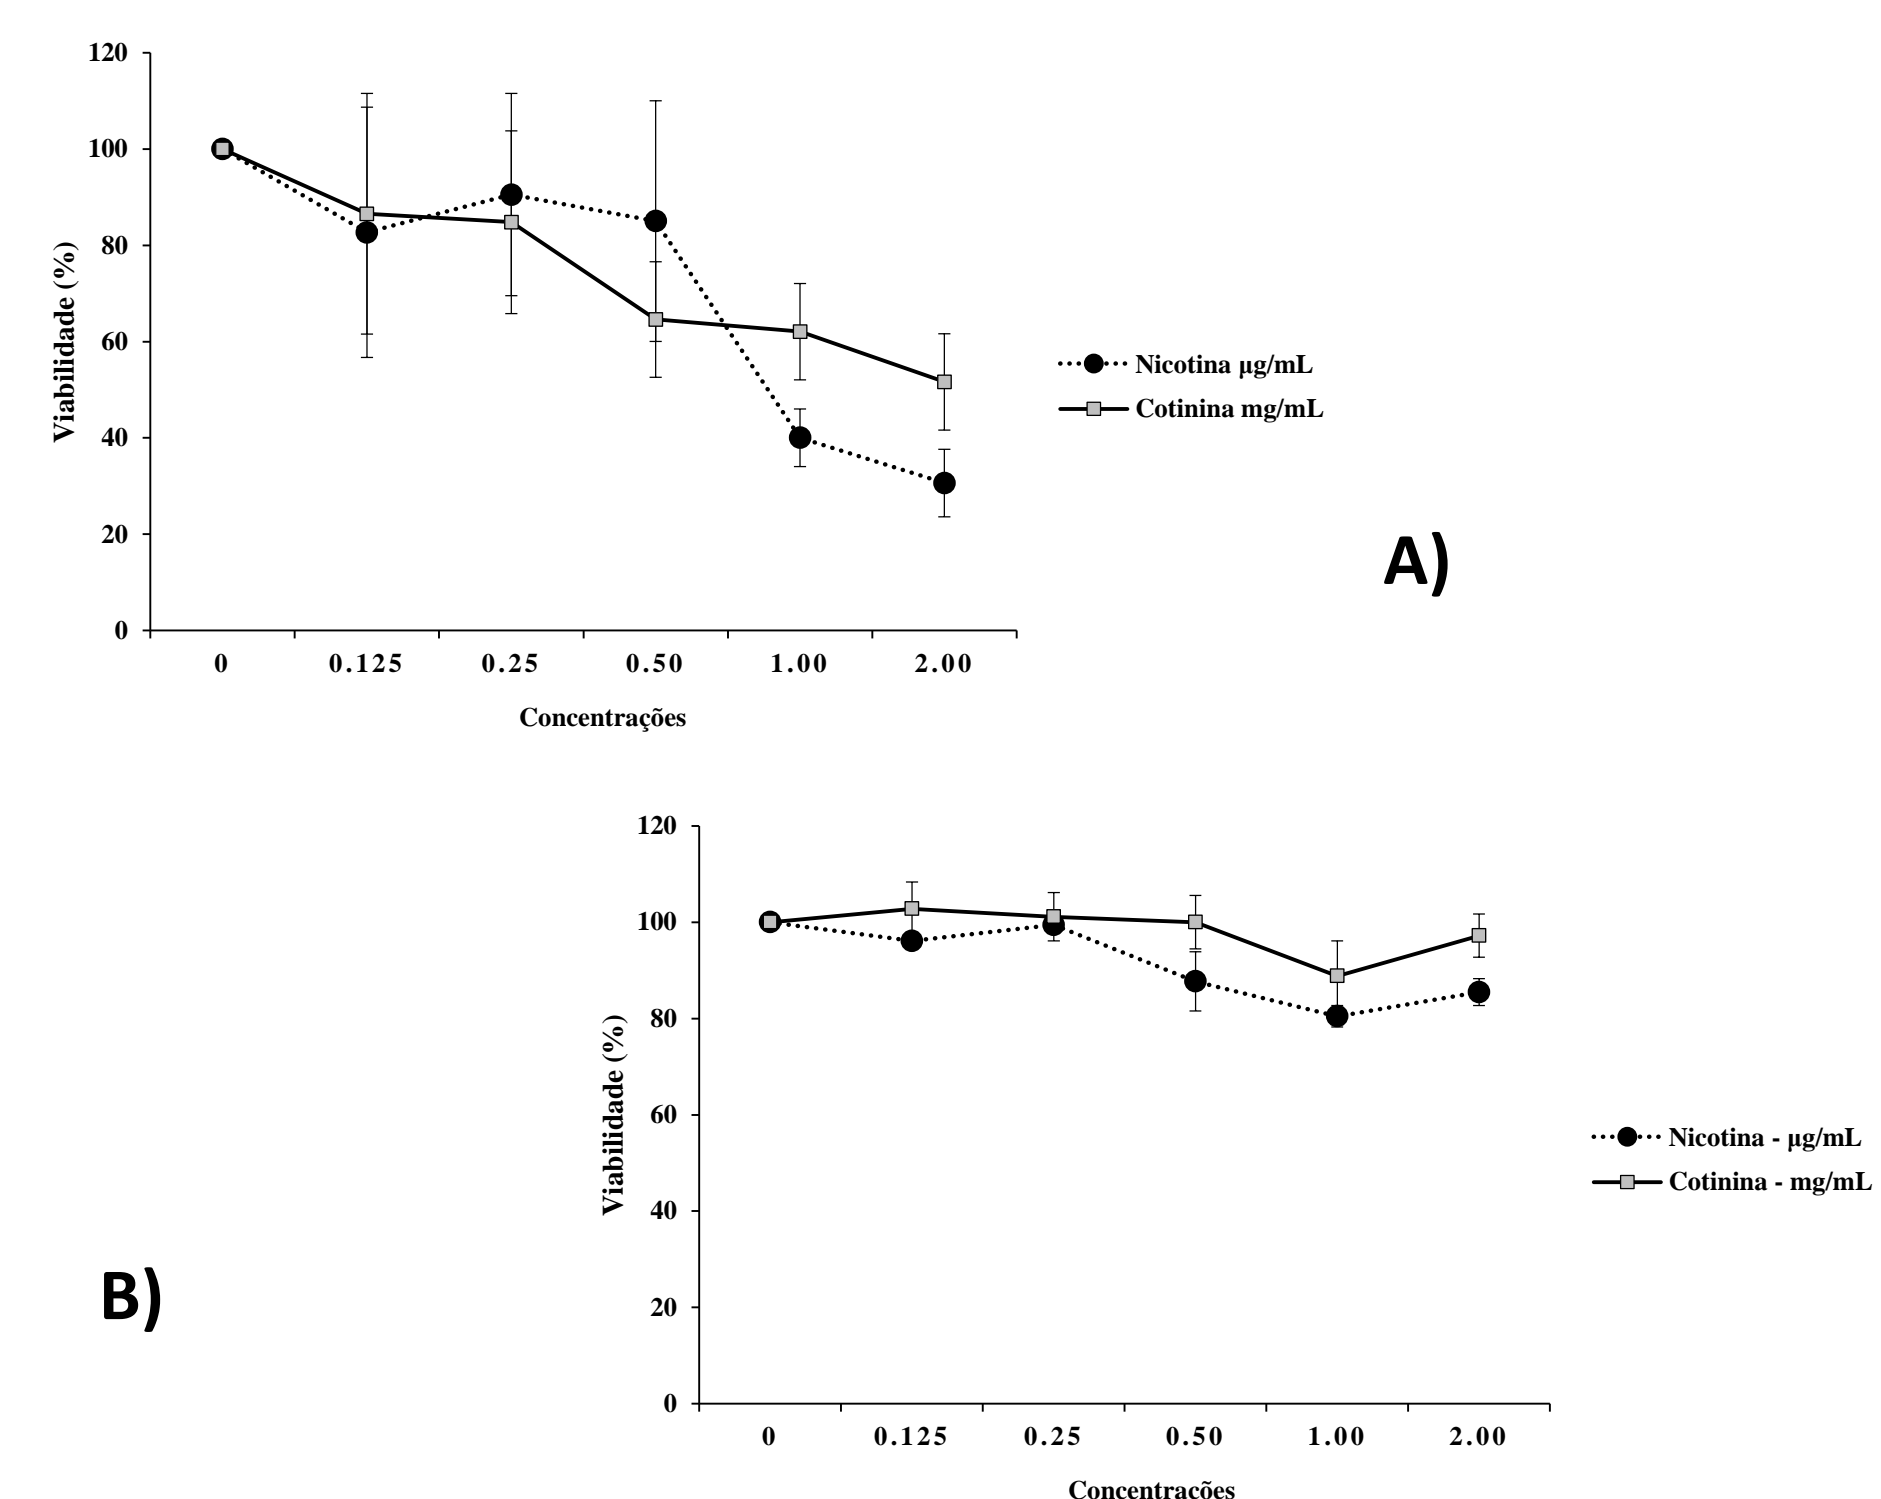 120
100
80
60
40
20
0
Viabilidade (%)
0 0.125 0.25 0.50 1.00 2.00
Concentrações
Nicotina µg/mL
Cotinina mg/mL
A)
120
100
80
60
40
20
0
Viabilidade (%)
0 0.125 0.25 0.50 1.00 2.00
Concentrações
Nicotina - µg/mL
Cotinina - mg/mL
B)